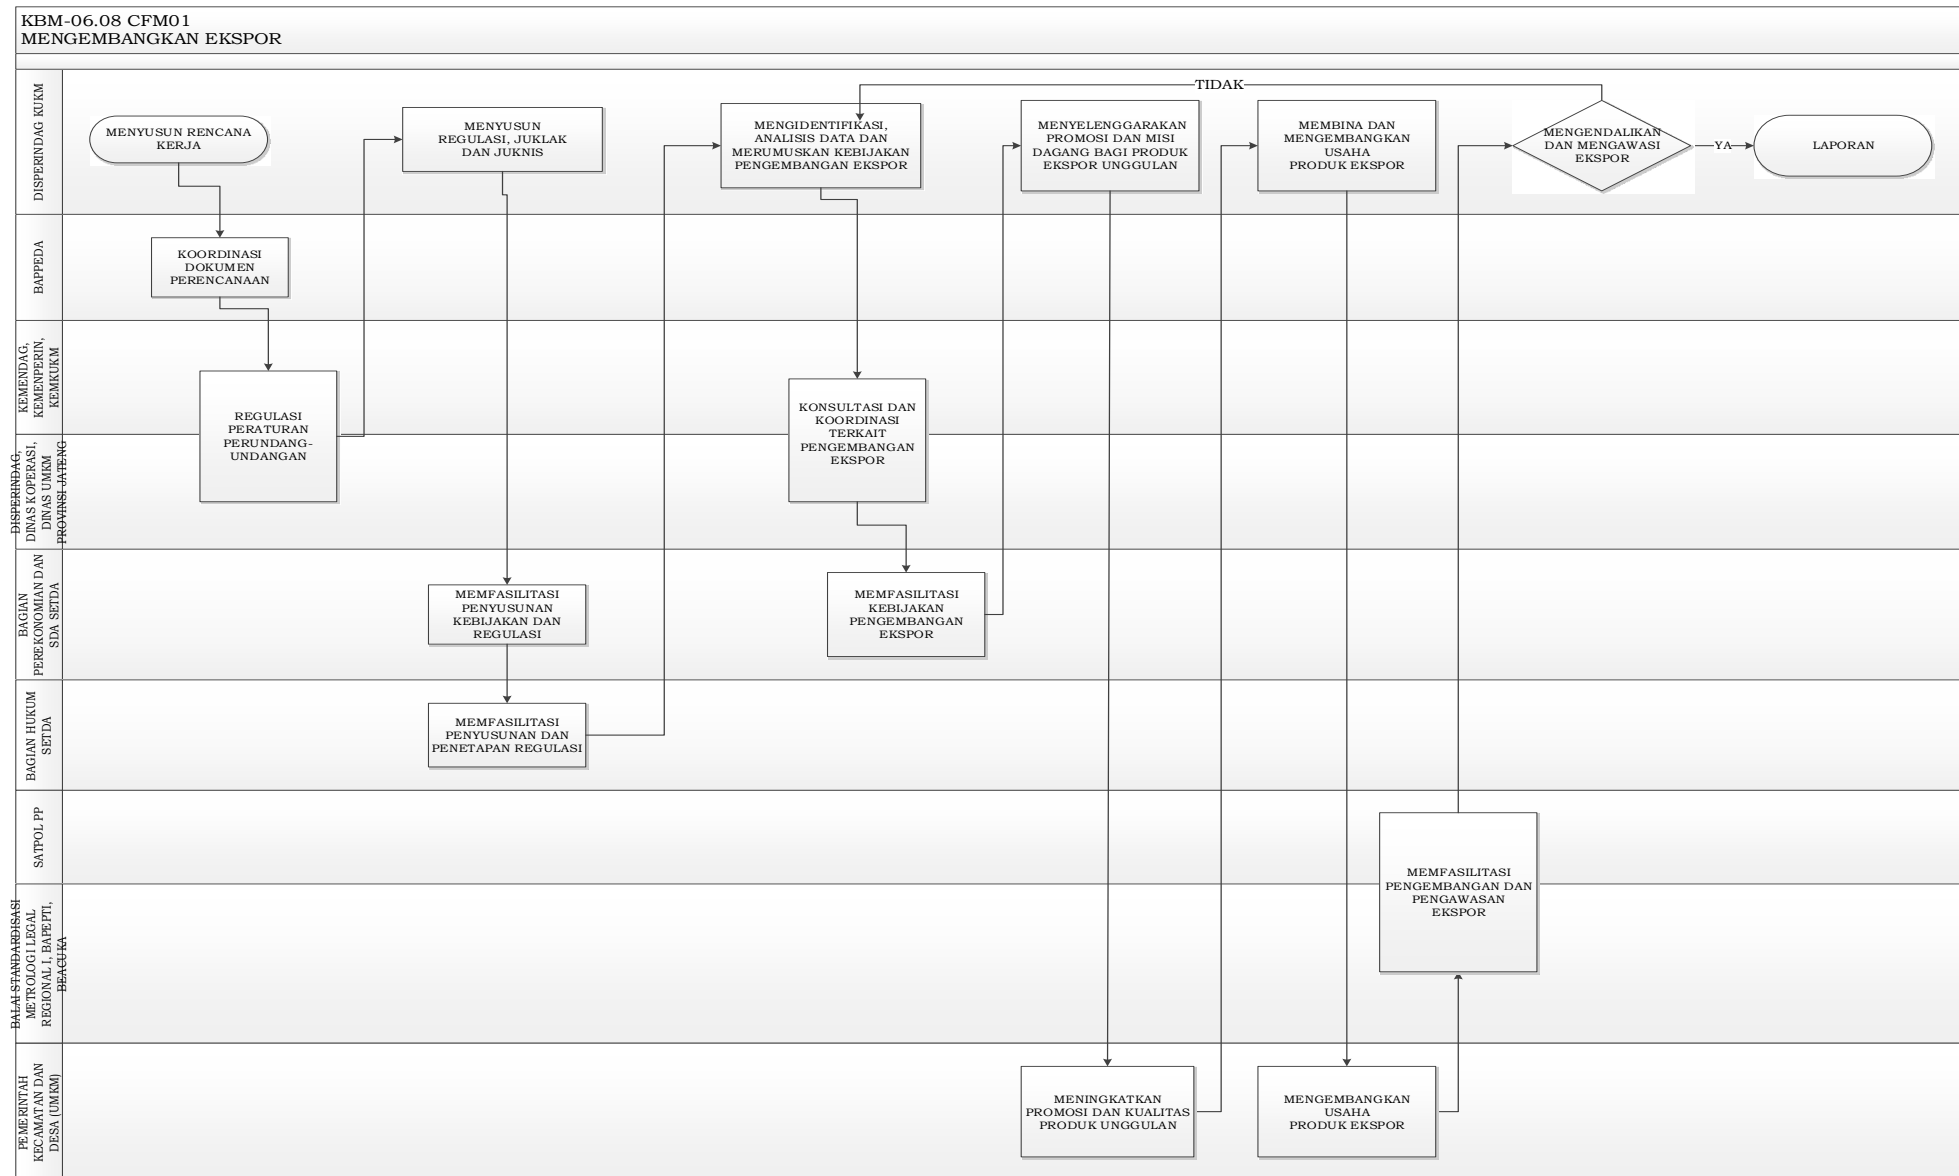 KBM-06.08 CFM01
MENGEMBANGKAN EKSPOR
DISPERINDAG KUKM
TIDAK
MENYUSUN RENCANA
KERJA
MENYUSUN
REGULASI, JUKLAK
DAN JUKNIS
MENGIDENTIFIKASI,
ANALISIS DATA DAN
MERUMUSKAN KEBIJAKAN
PENGEMBANGAN EKSPOR
MENYELENGGARAKAN
PROMOSI DAN MISI
DAGANG BAGI PRODUK
EKSPOR UNGGULAN
MEMBINA DAN
MENGEMBANGKAN
USAHA
PRODUK EKSPOR
MENGENDALIKAN
DAN MENGAWASI
EKSPOR
YA
LAPORAN
BAPPEDA
KOORDINASI
DOKUMEN
PERENCANAAN
KEMENDAG,
KEMENPERIN,
KEMKUKM
REGULASI
PERATURAN
PERUNDANG-
UNDANGAN
KONSULTASI DAN
KOORDINASI
TERKAIT
PENGEMBANGAN
EKSPOR
DISPERINDAG,
DINAS KOPERASI,
DINAS UMKM
PROVINSI JATENG
BAGIAN
PEREKONOMIAN DAN
SDA SETDA
MEMFASILITASI
PENYUSUNAN
KEBIJAKAN DAN
REGULASI
MEMFASILITASI
KEBIJAKAN
PENGEMBANGAN
EKSPOR
BAGIAN HUKUM
SETDA
MEMFASILITASI
PENYUSUNAN DAN
PENETAPAN REGULASI
SATPOL PP
MEMFASILITASI
PENGEMBANGAN DAN
PENGAWASAN
EKSPOR
BALAI STANDARDISASI
METROLOGI LEGAL
REGIONAL I, BAPEPTI,
BEACUKA
PEMERINTAH
KECAMATAN DAN
DESA (UMKM)
MENINGKATKAN
PROMOSI DAN KUALITAS
PRODUK UNGGULAN
MENGEMBANGKAN
USAHA
PRODUK EKSPOR